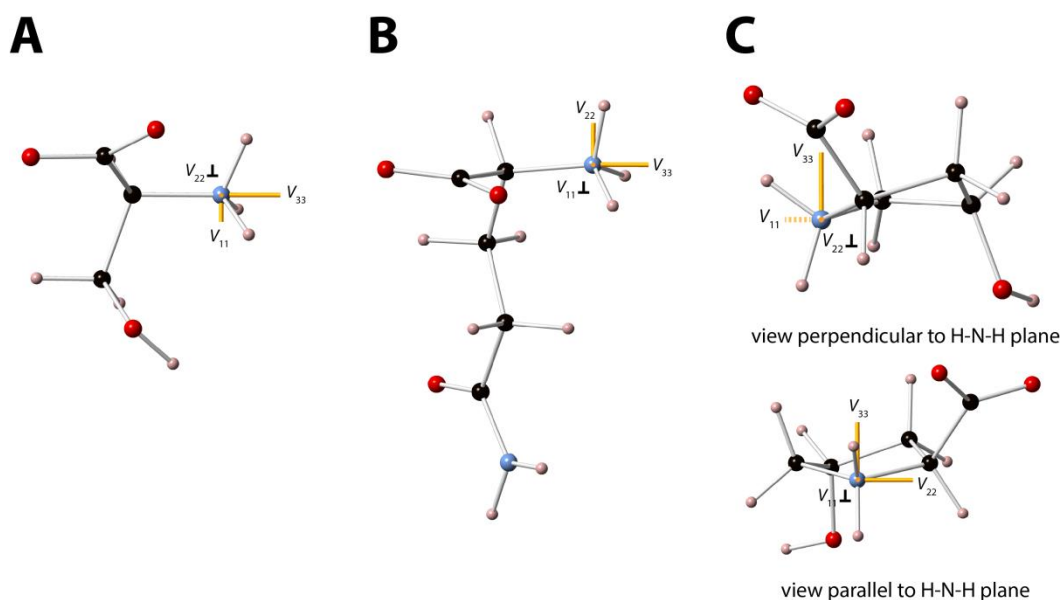 A
B
C
V22⊥
V33
V11
V22
V33
V11⊥
V33
V11
V22⊥
view perpendicular to H-N-H plane
V33
V11⊥
V22
view parallel to H-N-H plane